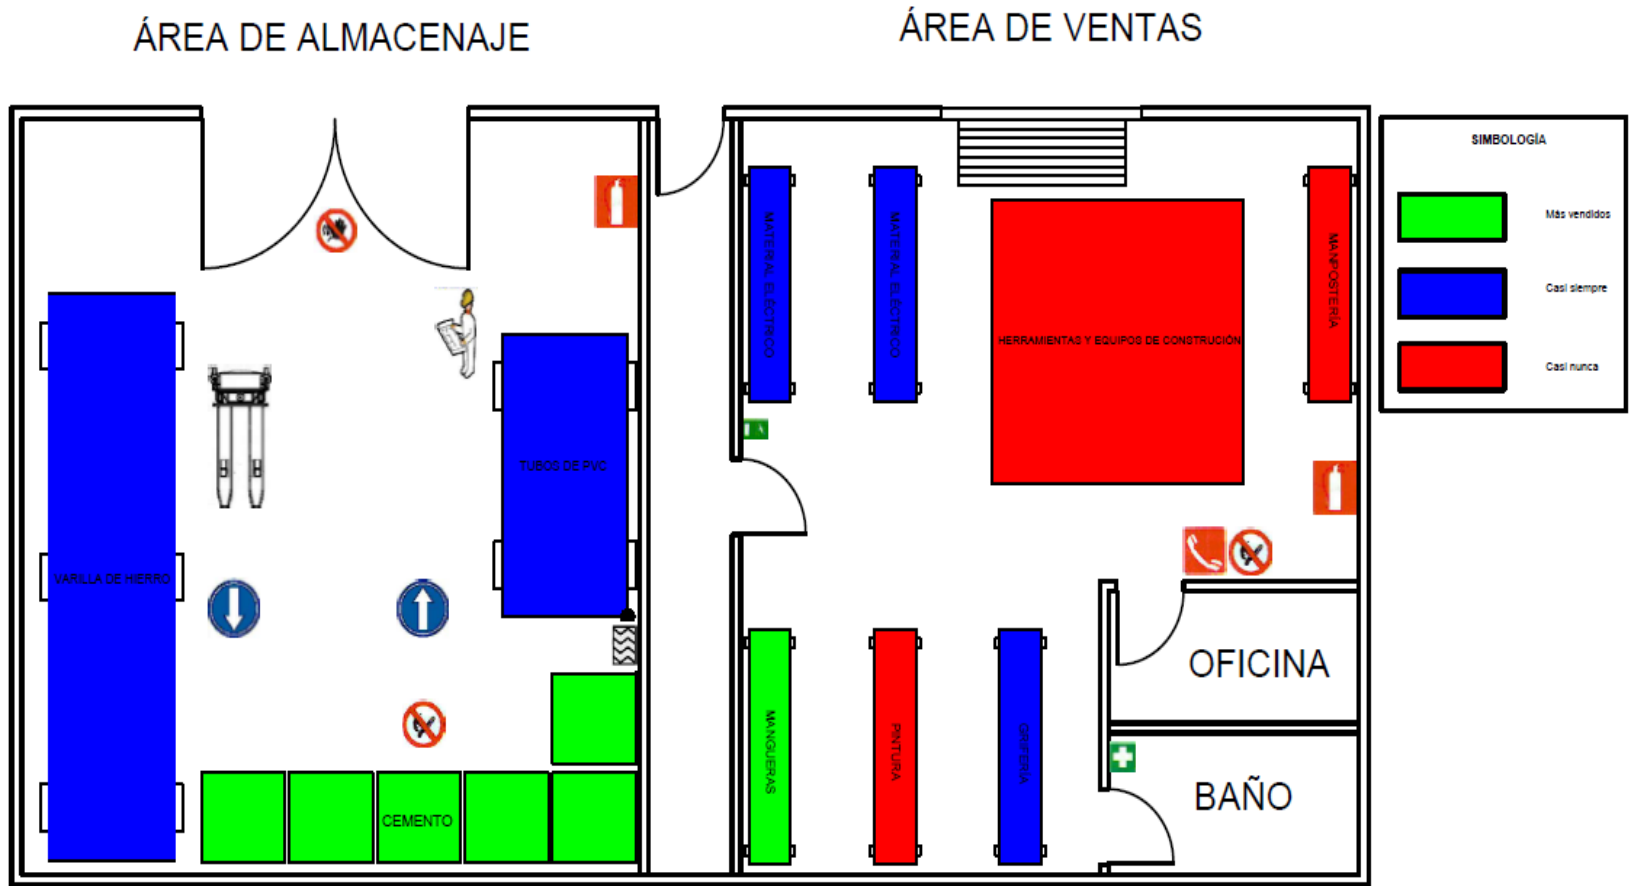 ÁREA DE ALMACENAJE
ÁREA DE VENTAS
SIMBOLOGÍA
Más vendidos
Casi siempre
Casi nunca
MATERIAL ELÉCTRICO
MATERIAL ELÉCTRICO
HERRAMIENTAS Y EQUIPOS DE CONSTRUCIÓN
MANPOSTERÍA
TUBOS DE PVC
VARILLA DE HIERRO
CEMENTO
MANGUERAS
PINTURA
GRIFERÍA
OFICINA
BAÑO